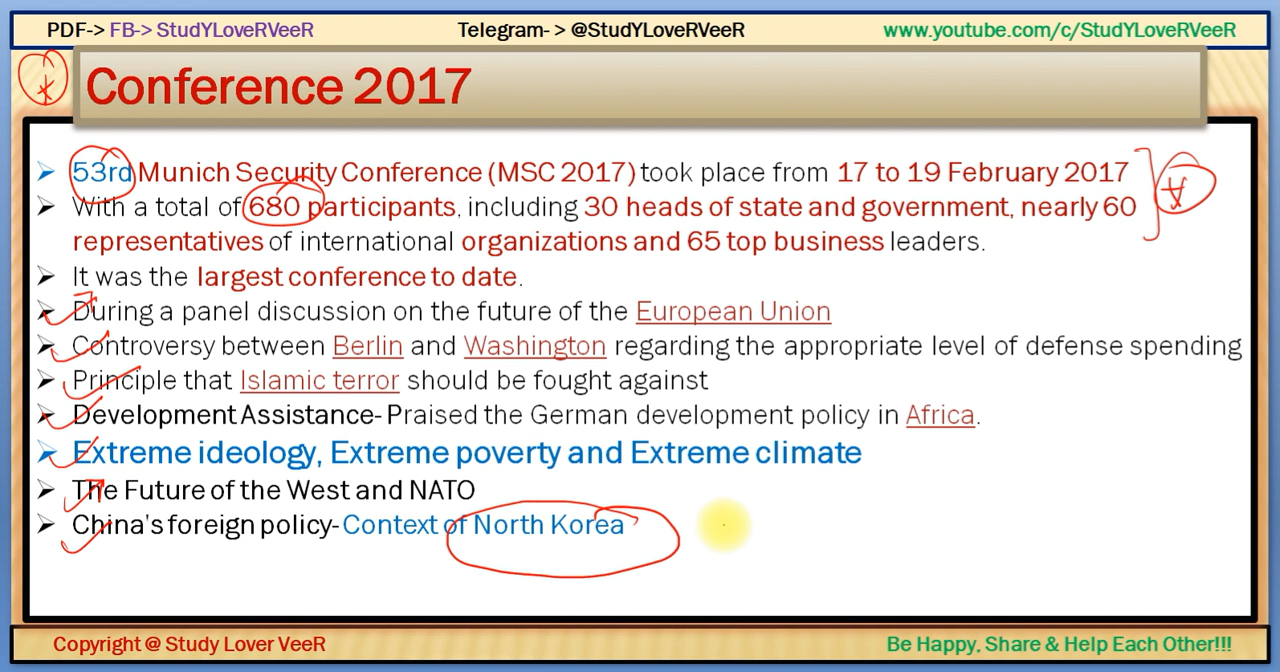 PDF-> FB-> StudYLoVeRVeeR Telegram- > @StudYLoVeRVeeR www.youtube.com/c/StudYLoVeRVeeR
Conference 2017
53rd Munich Security Conference (MSC 2017) took place from 17 to 19 February 2017
With a total of 680 participants, including 30 heads of state and government, nearly 60
representatives of international organizations and 65 top business leaders.
It was the largest conference to date.
During a panel discussion on the future of the European Union
Controversy between Berlin and Washington regarding the appropriate level of defense spending
Principle that Islamic terror should be fought against
Development Assistance- Praised the German development policy in Africa.
Extreme ideology, Extreme poverty and Extreme climate
The Future of the West and NATO
China's foreign policy- Context of North Korea
Copyright @ Study Lover VeeR Be Happy, Share & Help Each Other!!!